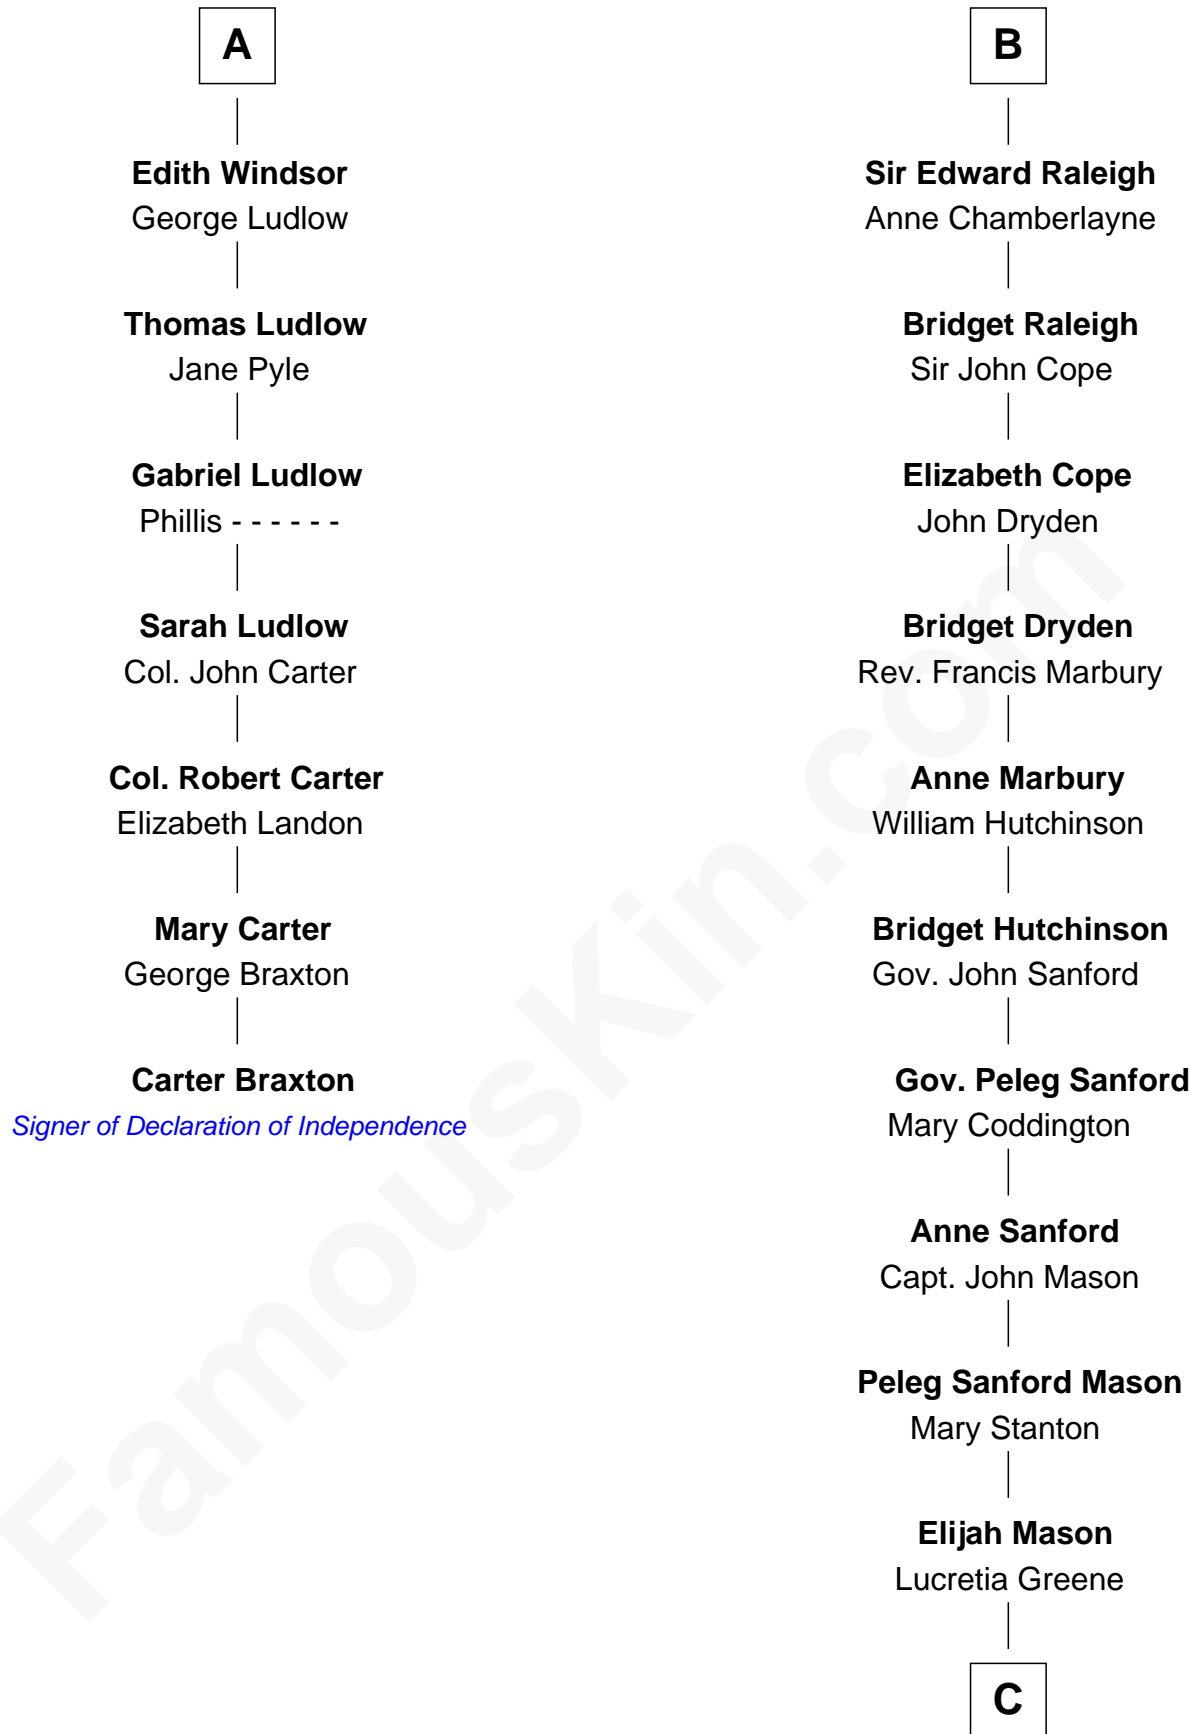 A
Edith Windsor
George Ludlow
Thomas Ludlow
Jane Pyle
Gabriel Ludlow
Phillis - - - - - -
Sarah Ludlow
Col. John Carter
Col. Robert Carter
Elizabeth Landon
Mary Carter
George Braxton
Carter Braxton
Signer of Declaration of Independence
B
Sir Edward Raleigh
Anne Chamberlayne
Bridget Raleigh
Sir John Cope
Elizabeth Cope
John Dryden
Bridget Dryden
Rev. Francis Marbury
Anne Marbury
William Hutchinson
Bridget Hutchinson
Gov. John Sanford
Gov. Peleg Sanford
Mary Coddington
Anne Sanford
Capt. John Mason
Peleg Sanford Mason
Mary Stanton
Elijah Mason
Lucretia Greene
C
FamousKin.com